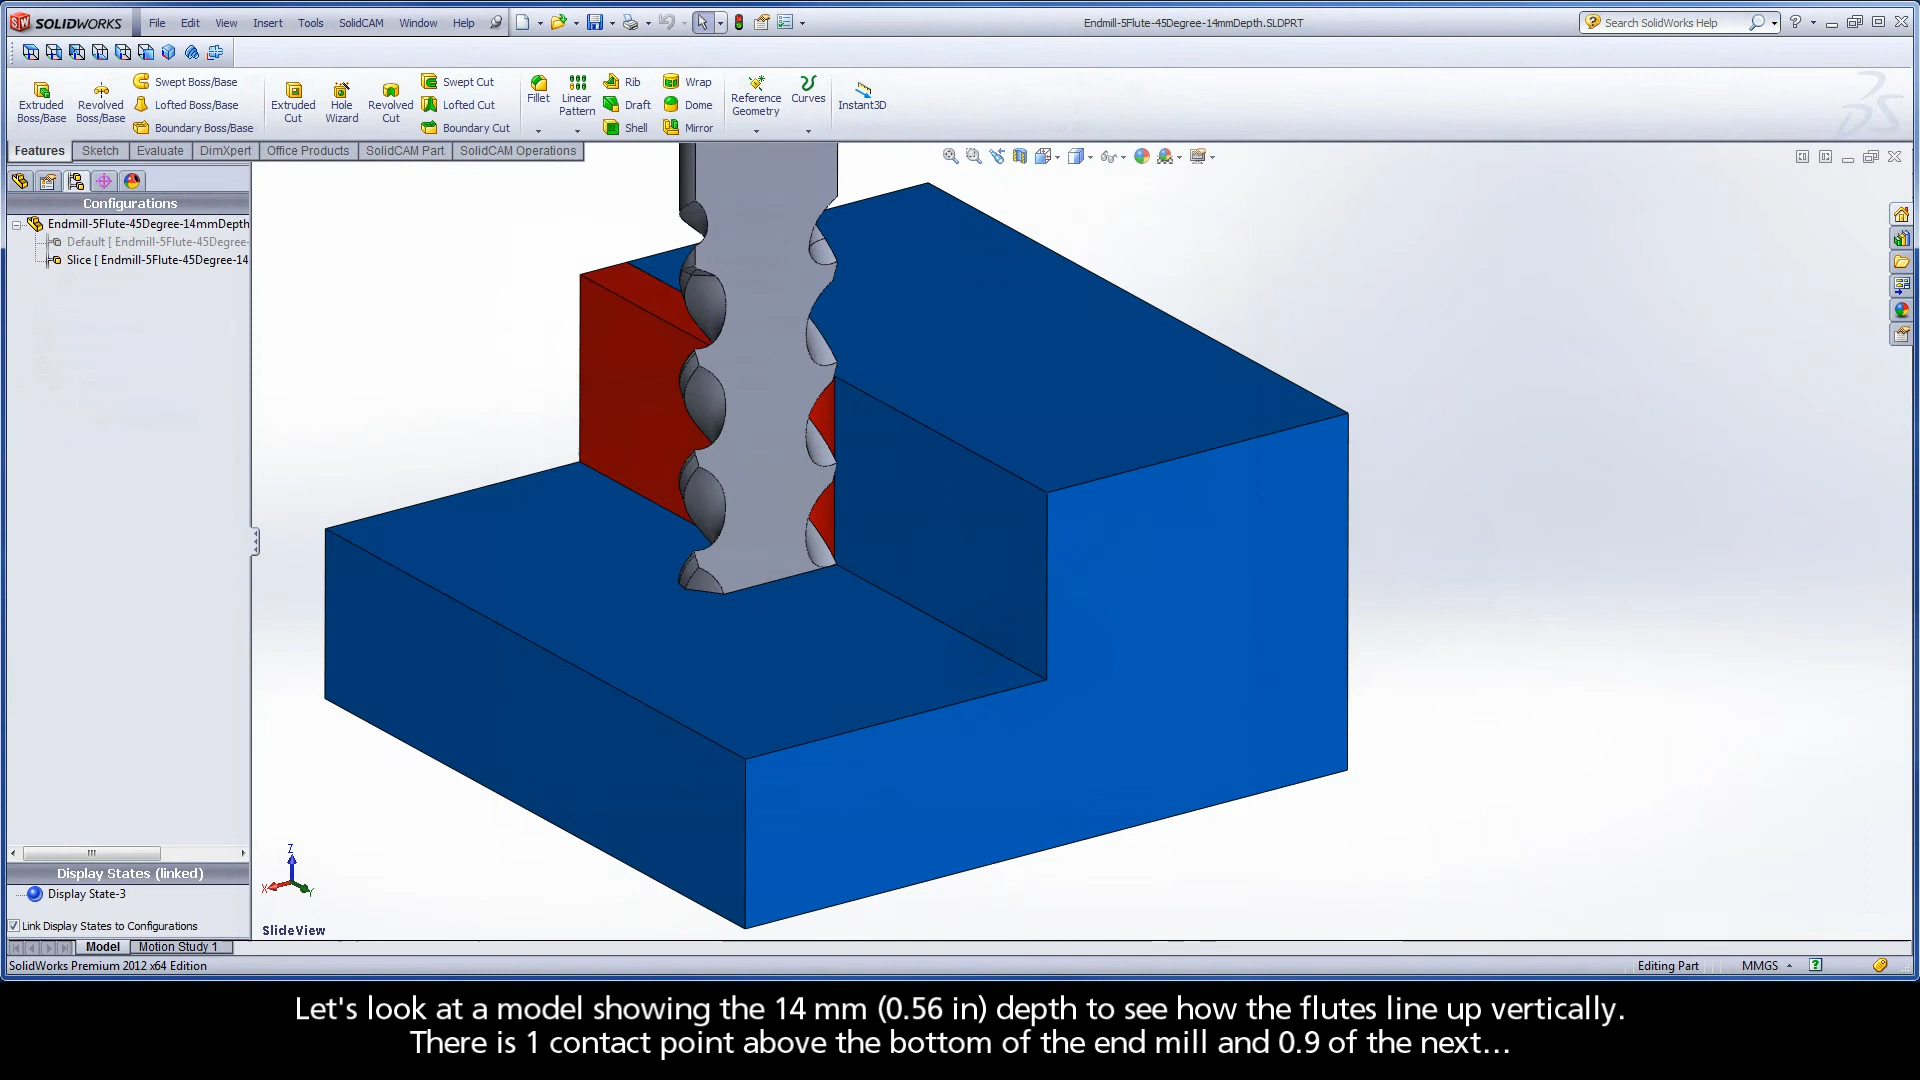 SOLIDWORKS File Edit View Insert Tools SolidCAM Window Help Endmill-5Flute-45Degree-14mmDepth.SLDPRT Search SolidWorks Help
Extruded Boss/Base
Revolved Boss/Base
Swept Boss/Base
Lofted Boss/Base
Boundary Boss/Base
Extruded Cut
Hole Wizard
Revolved Cut
Swept Cut
Lofted Cut
Boundary Cut
Fillet
Linear Pattern
Rib
Draft
Shell
Wrap
Dome
Mirror
Reference Geometry
Curves
Instant3D
Features Sketch Evaluate DimXpert Office Products SolidCAM Part SolidCAM Operations
Configurations
Endmill-5Flute-45Degree-14mmDepth
Default [ Endmill-5Flute-45Degree-
Slice [ Endmill-5Flute-45Degree-14
Display States (linked)
Display State-3
Link Display States to Configurations
Z
X
Y
SlideView
Model Motion Study 1
SolidWorks Premium 2012 x64 Edition Editing Part MMGS
Let's look at a model showing the 14 mm (0.56 in) depth to see how the flutes line up vertically.
There is 1 contact point above the bottom of the end mill and 0.9 of the next...